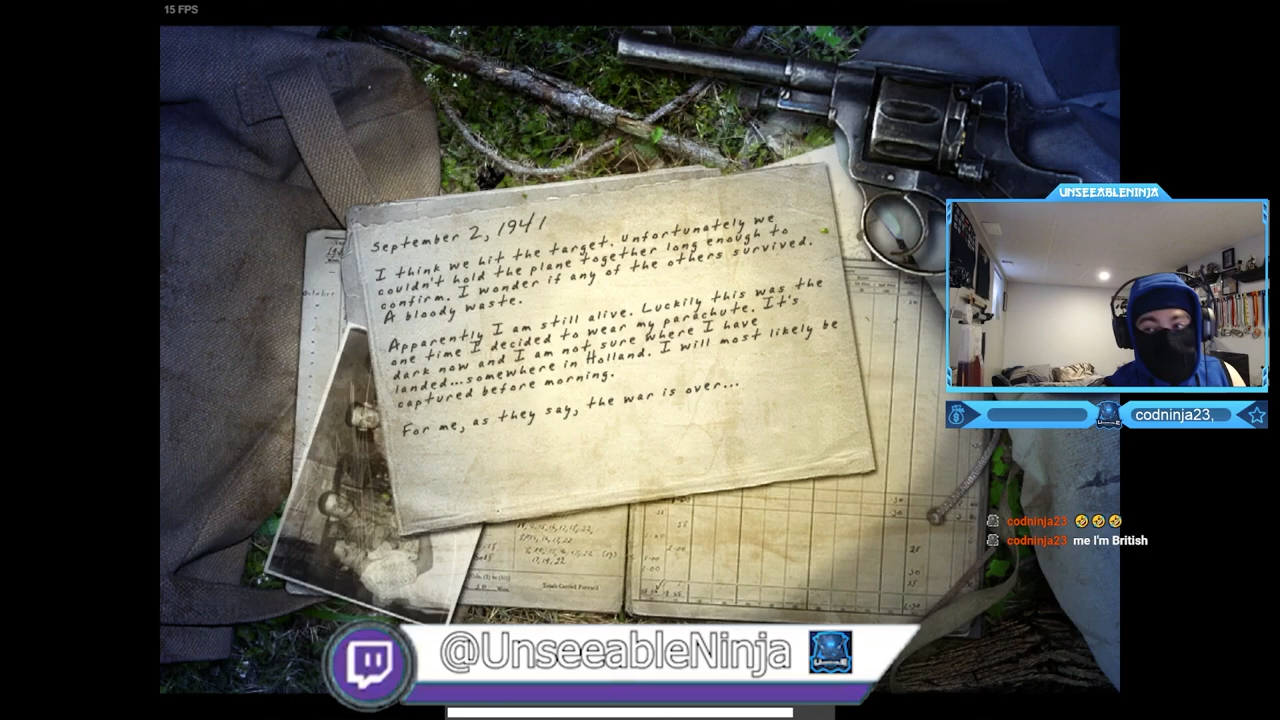 15 FPS
September 2, 1941
I think we hit the target. Unfortunately we
couldn't hold the plane together long enough to
confirm. I wonder if any of the others survived.
A bloody waste.
Apparently I am still alive. Luckily this was the
one time I decided to wear my parachute. It's
dark now and I am not sure where I have
landed...somewhere in Holland. I will most likely be
captured before morning.
For me, as they say, the war is over...
UNSEEABLENINJA
codninja23,
codninja23 🤣🤣🤣
codninja23 me I'm British
@UnseeableNinja